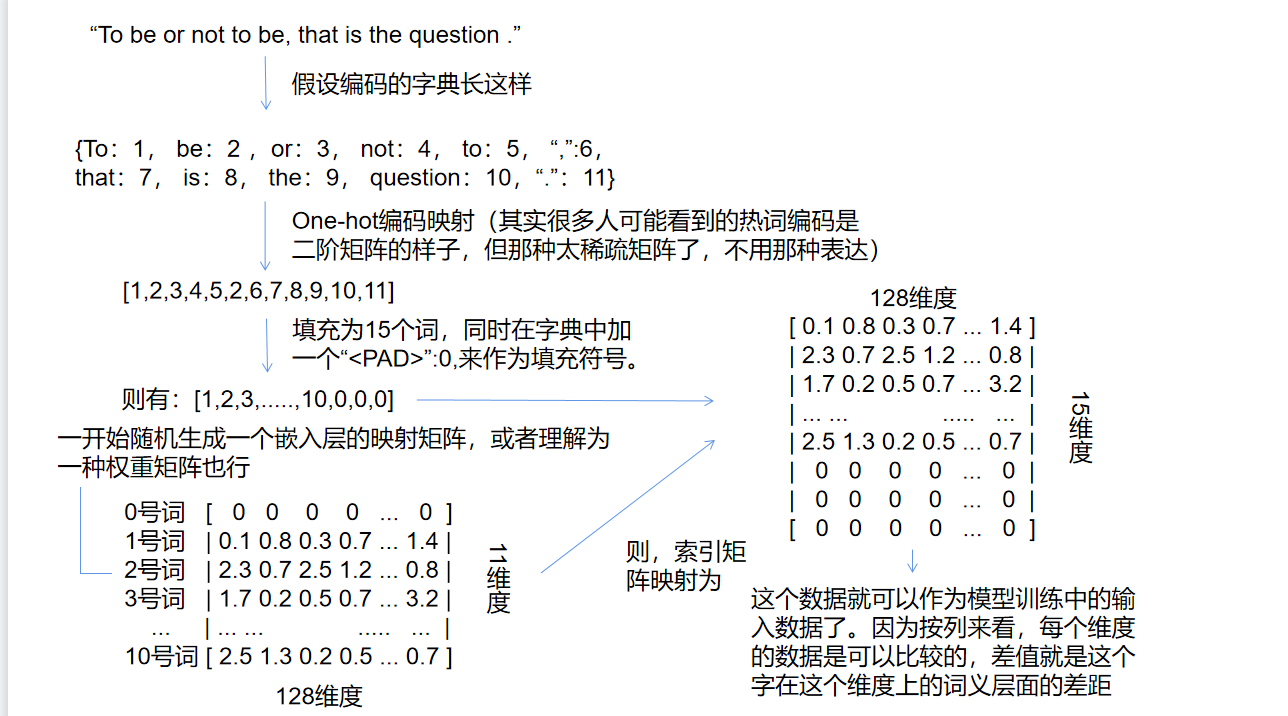 “To be or not to be, that is the question .”
假设编码的字典长这样
{To：1， be：2 ，or：3， not：4， to：5， “,”:6，
that：7， is：8， the：9， question：10，“.”：11}
One-hot编码映射（其实很多人可能看到的热词编码是
二阶矩阵的样子，但那种太稀疏矩阵了，不用那种表达）
[1,2,3,4,5,2,6,7,8,9,10,11]
填充为15个词，同时在字典中加
一个“<PAD>”:0,来作为填充符号。
则有：[1,2,3,.....,10,0,0,0]
一开始随机生成一个嵌入层的映射矩阵，或者理解为
一种权重矩阵也行
0号词 [ 0 0 0 0 ... 0 ]
1号词 | 0.1 0.8 0.3 0.7 ... 1.4 |
2号词 | 2.3 0.7 2.5 1.2 ... 0.8 |
3号词 | 1.7 0.2 0.5 0.7 ... 3.2 |
... | ... ... ..... ... |
10号词 [ 2.5 1.3 0.2 0.5 ... 0.7 ]
11维度
128维度
则，索引矩
阵映射为
128维度
[ 0.1 0.8 0.3 0.7 ... 1.4 ]
| 2.3 0.7 2.5 1.2 ... 0.8 |
| 1.7 0.2 0.5 0.7 ... 3.2 |
| ... ... ..... ... |
| 2.5 1.3 0.2 0.5 ... 0.7 |
| 0 0 0 0 ... 0 |
| 0 0 0 0 ... 0 |
[ 0 0 0 0 ... 0 ]
15维度
这个数据就可以作为模型训练中的输
入数据了。因为按列来看，每个维度
的数据是可以比较的，差值就是这个
字在这个维度上的词义层面的差距